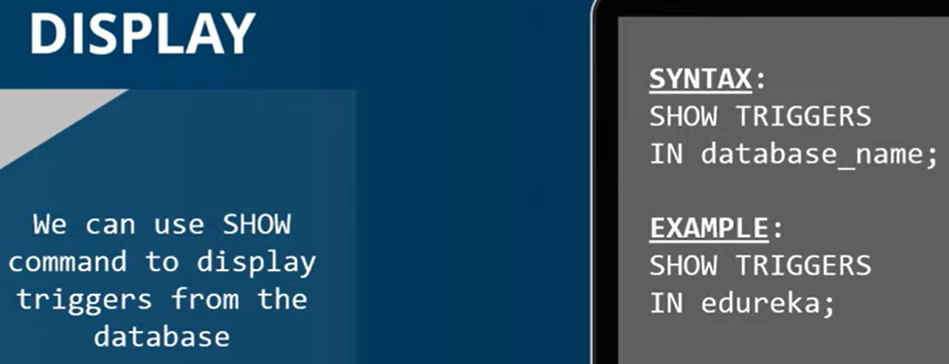 DISPLAY
We can use SHOW
command to display
triggers from the
database
SYNTAX:
SHOW TRIGGERS
IN database_name;
EXAMPLE:
SHOW TRIGGERS
IN edureka;